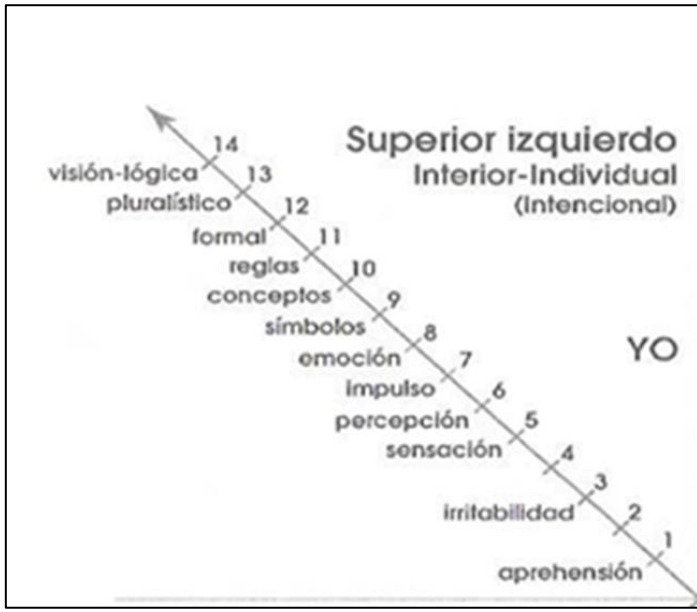 Superior izquierdo
Interior-Individual
(Intencional)
YO
14
visión-lógica
13
pluralístico
12
formal
11
reglas
10
conceptos
9
símbolos
8
emoción
7
impulso
6
percepción
5
sensación
4
3
irritabilidad
2
1
aprehensión